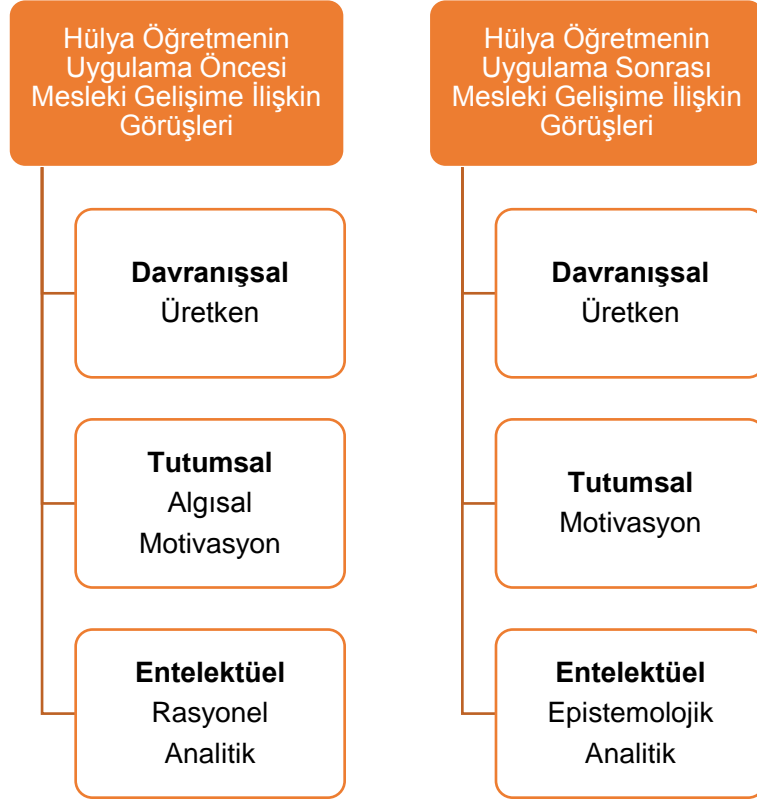 Hülya Öğretmenin
Uygulama Öncesi
Mesleki Gelişime İlişkin
Görüşleri
Davranışsal
Üretken
Tutumsal
Algısal
Motivasyon
Entelektüel
Rasyonel
Analitik
Hülya Öğretmenin
Uygulama Sonrası
Mesleki Gelişime İlişkin
Görüşleri
Davranışsal
Üretken
Tutumsal
Motivasyon
Entelektüel
Epistemolojik
Analitik